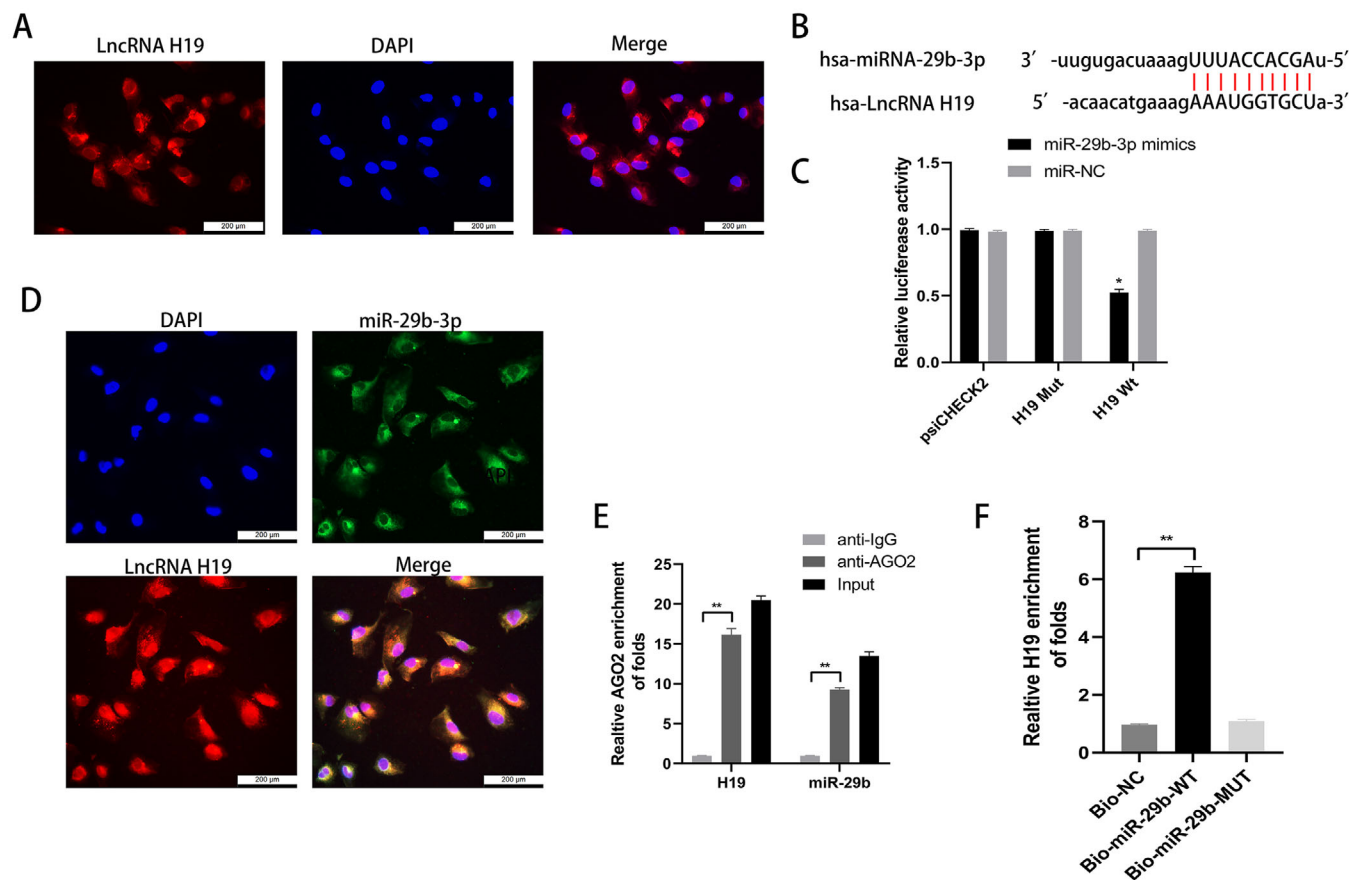 A
LncRNA H19
DAPI
Merge
200 μm
200 μm
200 μm
B
hsa-miRNA-29b-3p 3′ -uugugacuaaagUUUACCACGAu-5′
hsa-LncRNA H19 5′ -acaacatgaaagAAAUGGTGCUa-3′
C
miR-29b-3p mimics
miR-NC
Relative luciferease activity
1.5
1.0
0.5
0.0
*
psiCHECK2
H19 Mut
H19 Wt
D
DAPI
miR-29b-3p
200 μm
200 μm
LncRNA H19
Merge
200 μm
200 μm
E
anti-IgG
anti-AGO2
Input
Realtive AGO2 enrichment
of folds
25
20
15
10
5
0
**
**
H19
miR-29b
F
Realtive H19 enrichment
of folds
8
6
4
2
0
**
Bio-NC
Bio-miR-29b-WT
Bio-miR-29b-MUT